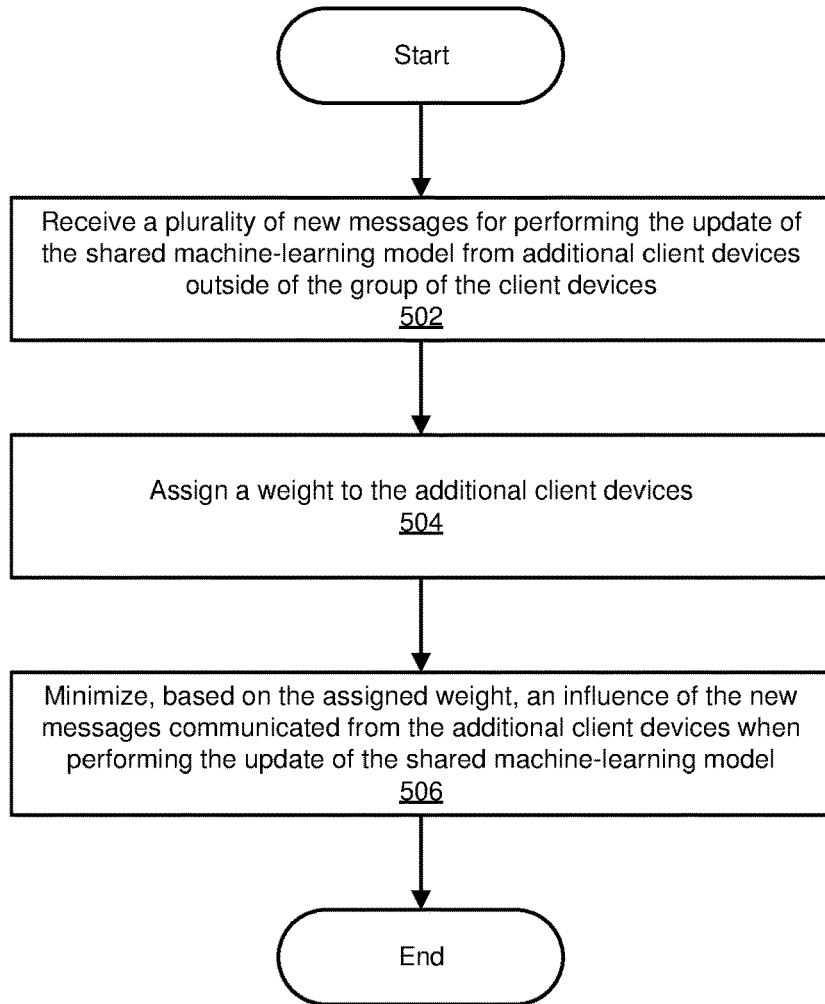 Start
Receive a plurality of new messages for performing the update of
the shared machine-learning model from additional client devices
outside of the group of the client devices
502
Assign a weight to the additional client devices
504
Minimize, based on the assigned weight, an influence of the new
messages communicated from the additional client devices when
performing the update of the shared machine-learning model
506
End